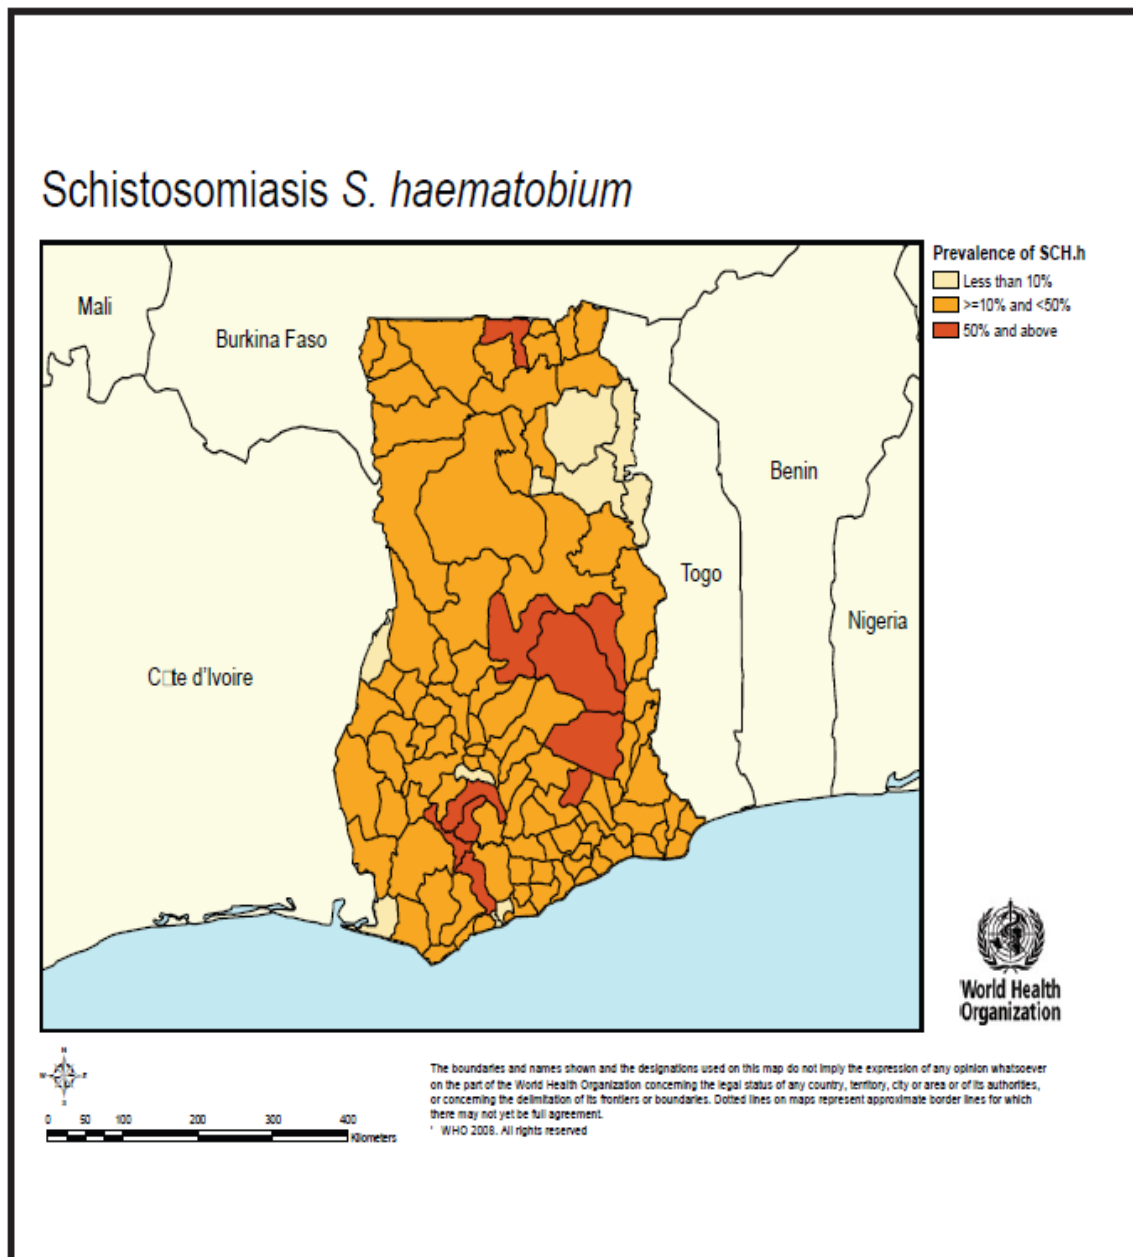 Schistosomiasis S. haematobium
Prevalence of SCH.h
Less than 10%
>=10% and <50%
50% and above
Mali
Burkina Faso
Benin
Togo
Nigeria
C□te d'Ivoire
World Health
Organization
N
W E
S
0 50 100 200 300 400
Kilometers
The boundaries and names shown and the designations used on this map do not imply the expression of any opinion whatsoever
on the part of the World Health Organization concerning the legal status of any country, territory, city or area or of its authorities,
or concerning the delimitation of its frontiers or boundaries. Dotted lines on maps represent approximate border lines for which
there may not yet be full agreement.
' WHO 2008. All rights reserved